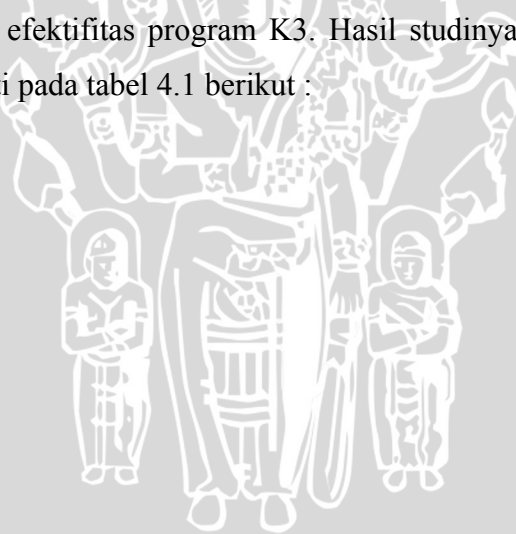 efektifitas program K3. Hasil studinya
i pada tabel 4.1 berikut :